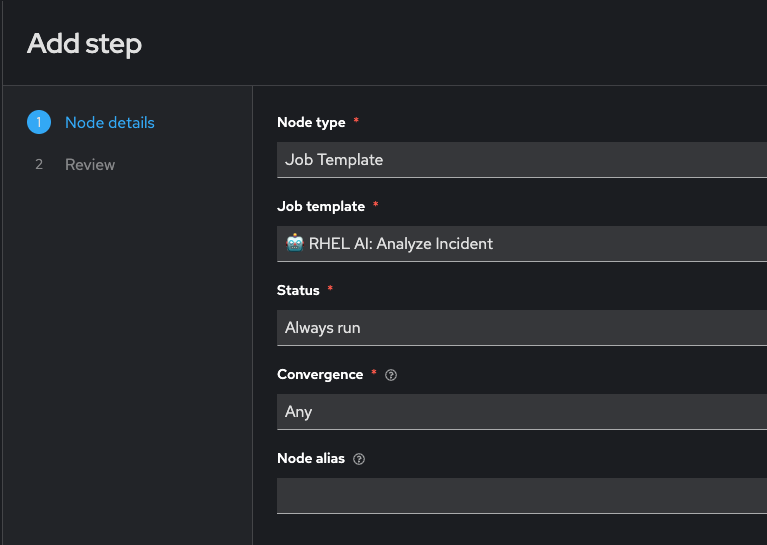 Add step
1 Node details
2 Review
Node type *
Job Template
Job template *
🤖 RHEL AI: Analyze Incident
Status *
Always run
Convergence * ?
Any
Node alias ?